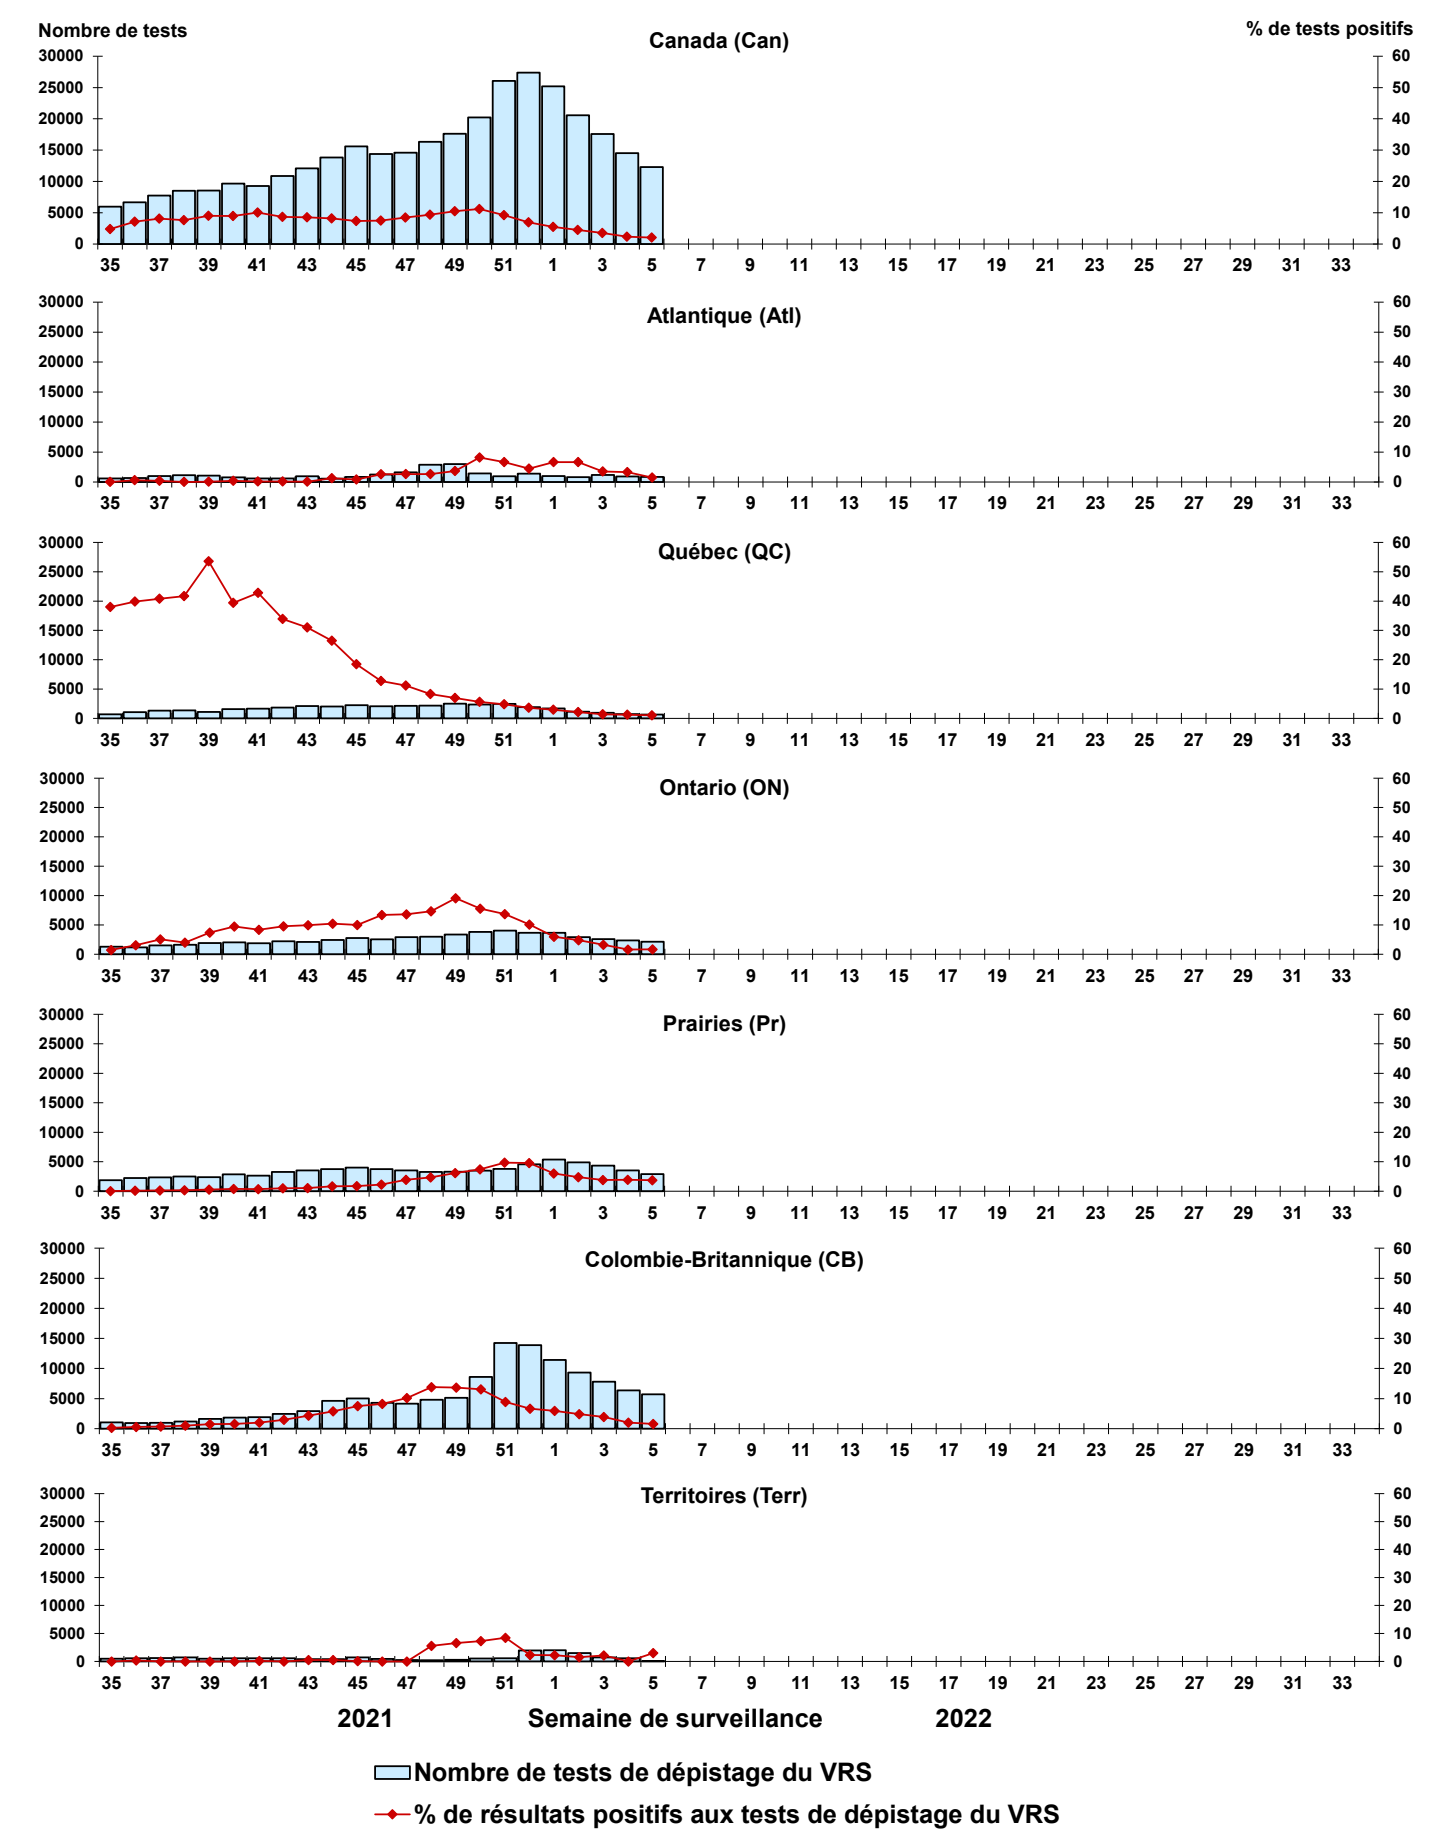 Nombre de tests
% de tests positifs
Canada (Can)
30000 60
25000 50
20000 40
15000 30
10000 20
5000 10
0 0
35 37 39 41 43 45 47 49 51 1 3 5 7 9 11 13 15 17 19 21 23 25 27 29 31 33
Atlantique (Atl)
30000 60
25000 50
20000 40
15000 30
10000 20
5000 10
0 0
35 37 39 41 43 45 47 49 51 1 3 5 7 9 11 13 15 17 19 21 23 25 27 29 31 33
Québec (QC)
30000 60
25000 50
20000 40
15000 30
10000 20
5000 10
0 0
35 37 39 41 43 45 47 49 51 1 3 5 7 9 11 13 15 17 19 21 23 25 27 29 31 33
Ontario (ON)
30000 60
25000 50
20000 40
15000 30
10000 20
5000 10
0 0
35 37 39 41 43 45 47 49 51 1 3 5 7 9 11 13 15 17 19 21 23 25 27 29 31 33
Prairies (Pr)
30000 60
25000 50
20000 40
15000 30
10000 20
5000 10
0 0
35 37 39 41 43 45 47 49 51 1 3 5 7 9 11 13 15 17 19 21 23 25 27 29 31 33
Colombie-Britannique (CB)
30000 60
25000 50
20000 40
15000 30
10000 20
5000 10
0 0
35 37 39 41 43 45 47 49 51 1 3 5 7 9 11 13 15 17 19 21 23 25 27 29 31 33
Territoires (Terr)
30000 60
25000 50
20000 40
15000 30
10000 20
5000 10
0 0
35 37 39 41 43 45 47 49 51 1 3 5 7 9 11 13 15 17 19 21 23 25 27 29 31 33
2021 Semaine de surveillance 2022
Nombre de tests de dépistage du VRS
% de résultats positifs aux tests de dépistage du VRS